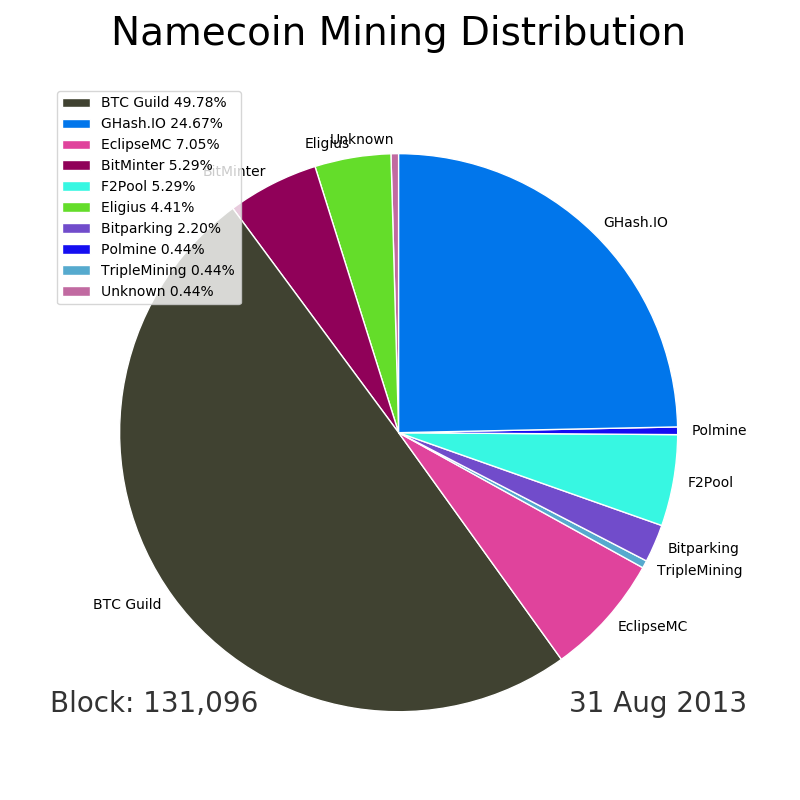 Namecoin Mining Distribution
BTC Guild 49.78%
GHash.IO 24.67%
EclipseMC 7.05%
BitMinter 5.29%
F2Pool 5.29%
Eligius 4.41%
Bitparking 2.20%
Polmine 0.44%
TripleMining 0.44%
Unknown 0.44%
Unknown
Eligius
BitMinter
GHash.IO
Polmine
F2Pool
Bitparking
TripleMining
BTC Guild
EclipseMC
Block: 131,096
31 Aug 2013